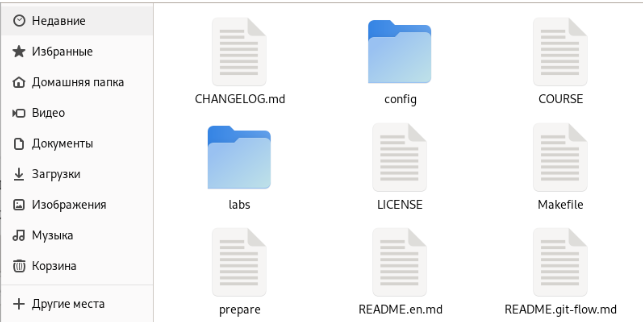 Недавние
Избранные
Домашняя папка
Видео
Документы
Загрузки
Изображения
Музыка
Корзина
Другие места
CHANGELOG.md
config
COURSE
labs
LICENSE
Makefile
prepare
README.en.md
README.git-flow.md